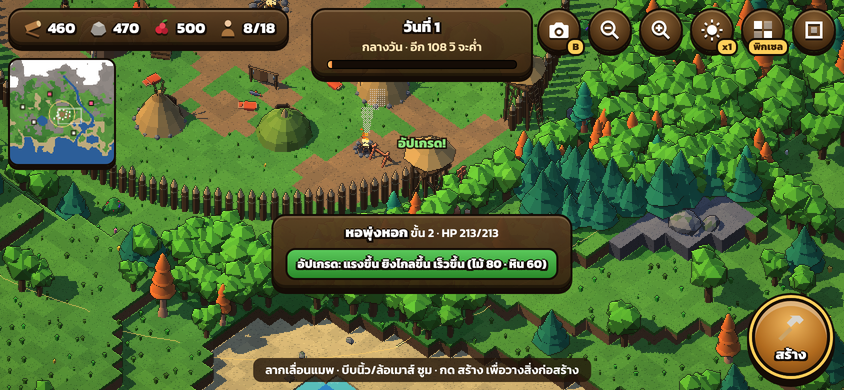 460 470 500 8/18
วันที่ 1
กลางวัน · อีก 108 วิ จะค่ำ
B
x1
พิกเซล
อัปเกรด!
หอพุ่งหอก ขั้น 2 · HP 213/213
อัปเกรด: แรงขึ้น ยิงไกลขึ้น เร็วขึ้น (ไม้ 80 · หิน 60)
สร้าง
ลากเลื่อนแมพ · บีบนิ้ว/ล้อเมาส์ ซูม · กด สร้าง เพื่อวางสิ่งก่อสร้าง